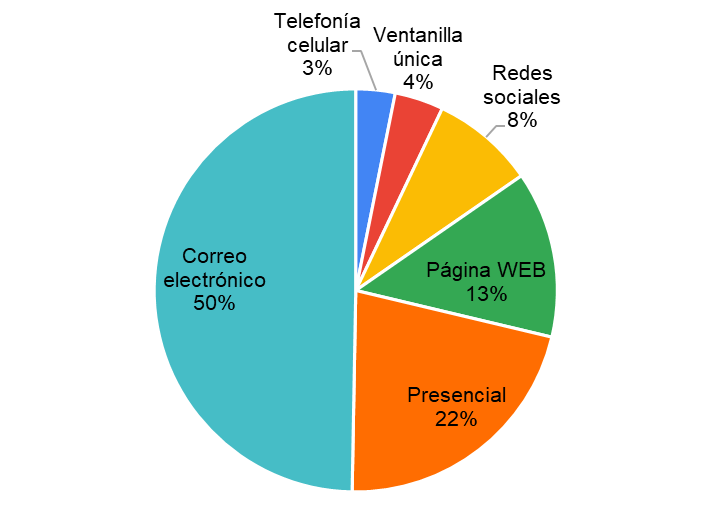 Telefonía
celular
3%
Ventanilla
única
4%
Redes
sociales
8%
Página WEB
13%
Presencial
22%
Correo
electrónico
50%